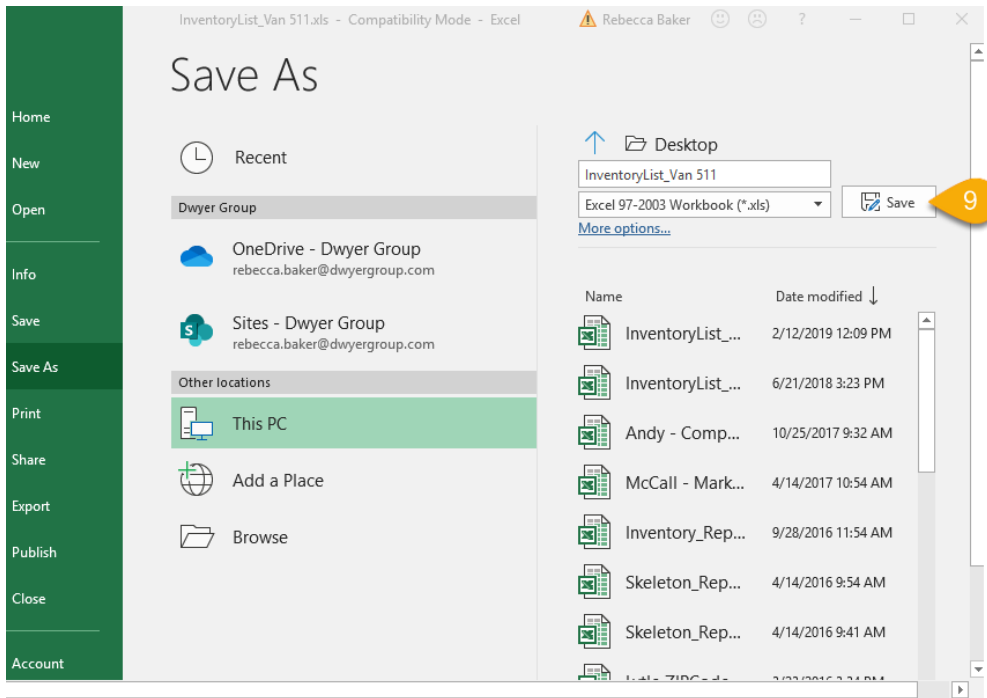 InventoryList_Van 511.xls - Compatibility Mode - Excel
Rebecca Baker
?
Save As
Home
New
Open
Info
Save
Save As
Print
Share
Export
Publish
Close
Account
Recent
Dwyer Group
OneDrive - Dwyer Group
rebecca.baker@dwyergroup.com
Sites - Dwyer Group
rebecca.baker@dwyergroup.com
Other locations
This PC
Add a Place
Browse
Desktop
InventoryList_Van 511
Excel 97-2003 Workbook (*.xls)
Save
9
More options...
Name Date modified
InventoryList_... 2/12/2019 12:09 PM
InventoryList_... 6/21/2018 3:23 PM
Andy - Comp... 10/25/2017 9:32 AM
McCall - Mark... 4/14/2017 10:54 AM
Inventory_Rep... 9/28/2016 11:54 AM
Skeleton_Rep... 4/14/2016 9:54 AM
Skeleton_Rep... 4/14/2016 9:41 AM